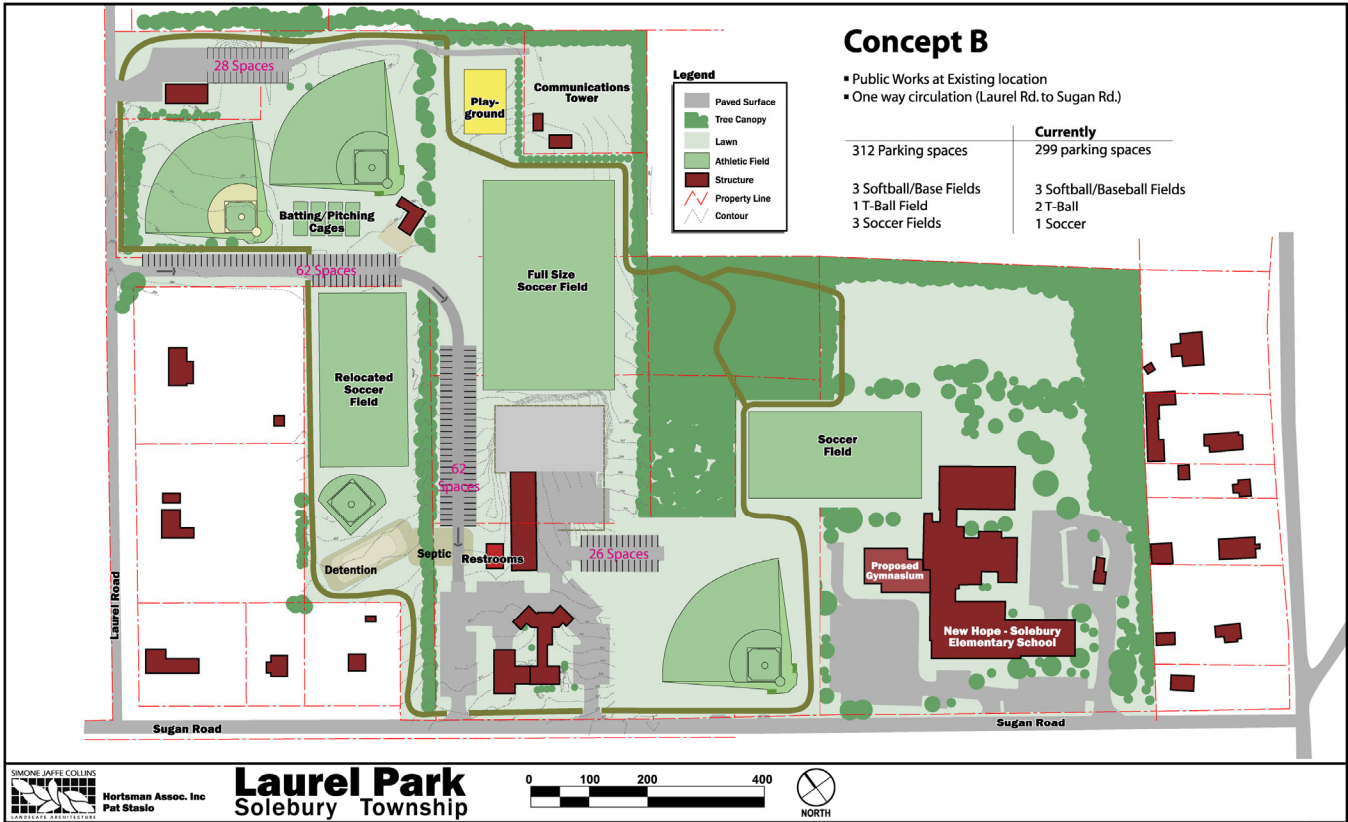 Concept B
▪ Public Works at Existing location
▪ One way circulation (Laurel Rd. to Sugan Rd.)
Currently
312 Parking spaces
299 parking spaces
3 Softball/Base Fields
3 Softball/Baseball Fields
1 T-Ball Field
2 T-Ball
3 Soccer Fields
1 Soccer
Legend
Paved Surface
Tree Canopy
Lawn
Athletic Field
Structure
Property Line
Contour
28 Spaces
Play-
ground
Communications
Tower
Batting/Pitching
Cages
62 Spaces
Full Size
Soccer Field
Relocated
Soccer
Field
Soccer
Field
62
Spaces
Septic
Restrooms
26 Spaces
Detention
Proposed
Gymnasium
New Hope - Solebury
Elementary School
Laurel Road
Sugan Road
Sugan Road
SIMONE JAFFE COLLINS
LANDSCAPE ARCHITECTURE
Hortsman Assoc. Inc
Pat Stasio
Laurel Park
Solebury Township
0 100 200 400
NORTH